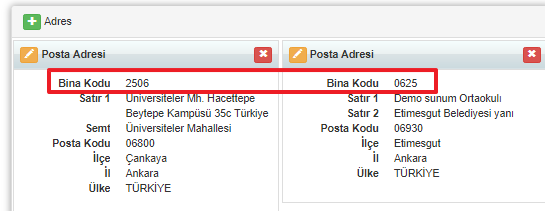 Adres
Posta Adresi
Bina Kodu 2506
Satır 1 Üniversiteler Mh. Hacettepe
Beytepe Kampüsü 35c Türkiye
Semt Üniversiteler Mahallesi
Posta Kodu 06800
İlçe Çankaya
İl Ankara
Ülke TÜRKİYE
Posta Adresi
Bina Kodu 0625
Satır 1 Demo sunum Ortaokulı
Satır 2 Etimesgut Belediyesi yanı
Posta Kodu 06930
İlçe Etimesgut
İl Ankara
Ülke TÜRKİYE